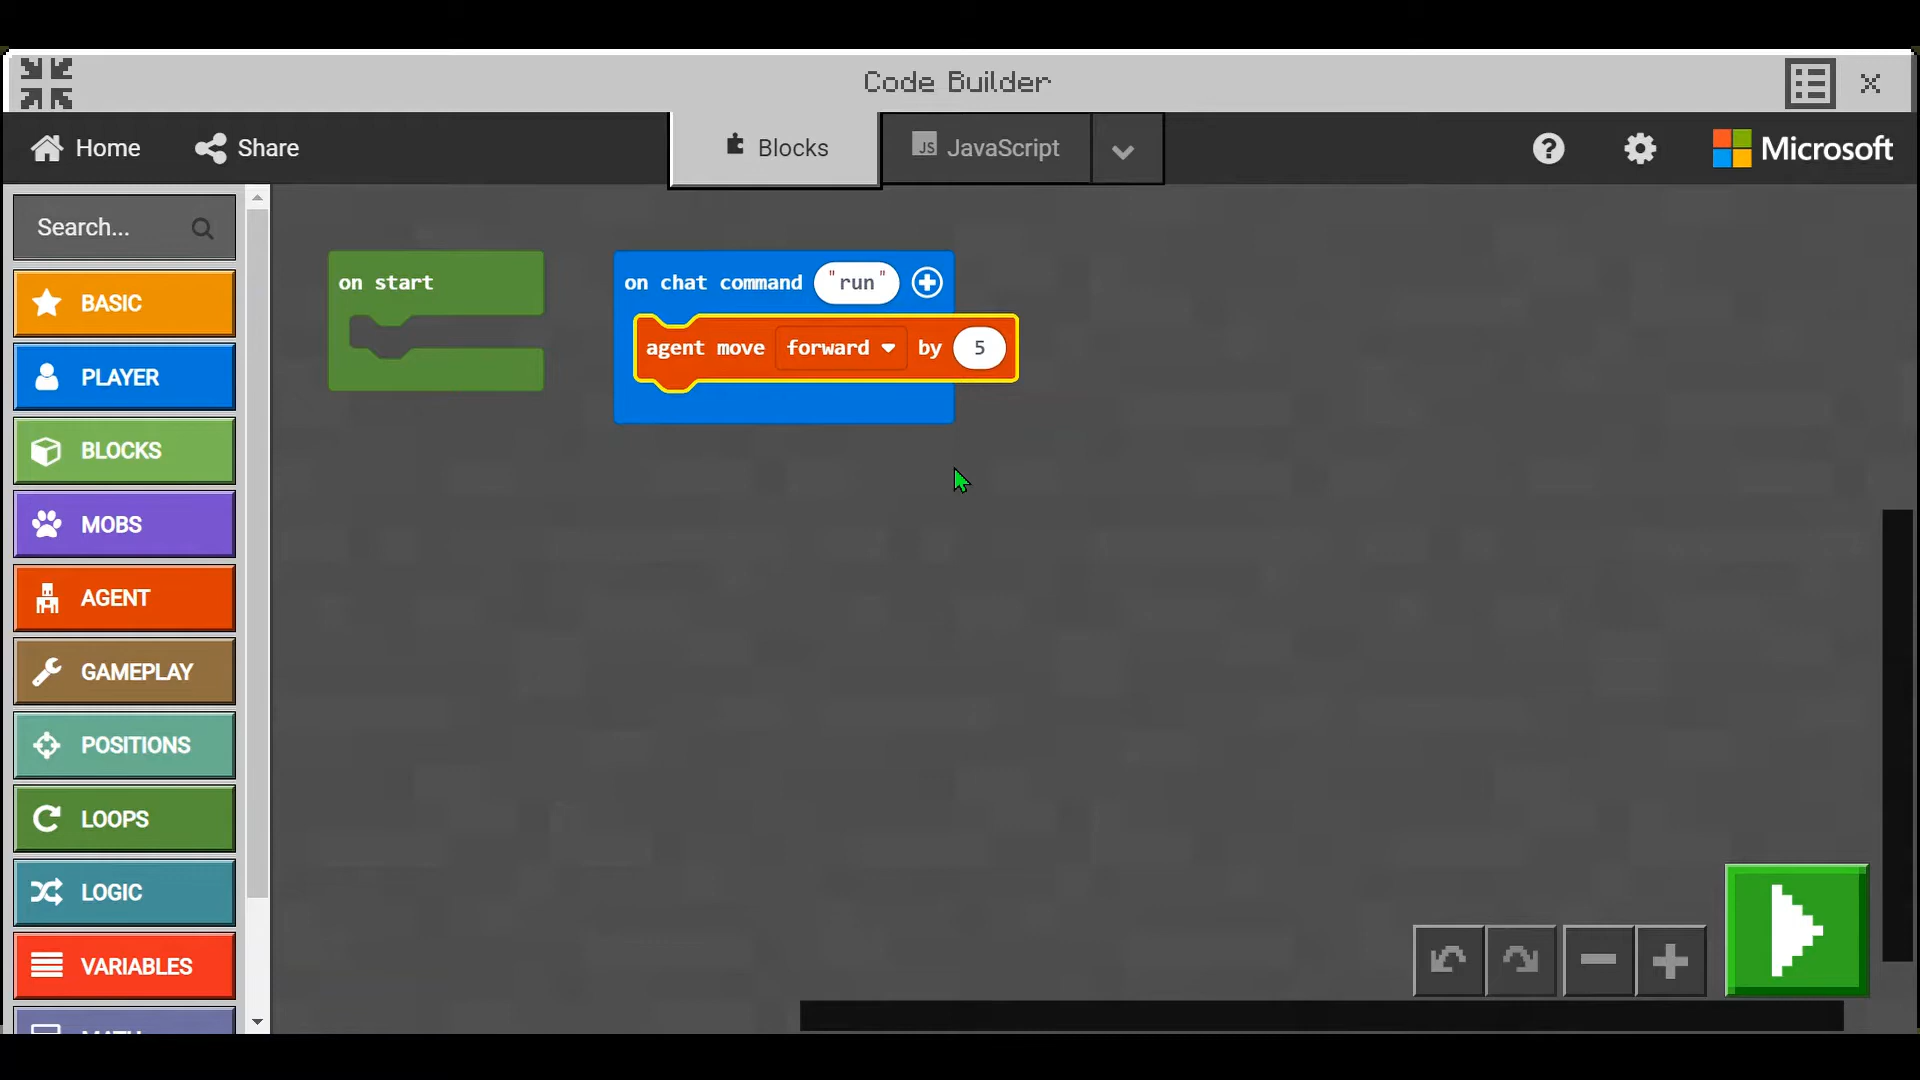 Code Builder
Home
Share
Blocks
JS JavaScript
?
Microsoft
Search...
BASIC
PLAYER
BLOCKS
MOBS
AGENT
GAMEPLAY
POSITIONS
LOOPS
LOGIC
VARIABLES
on start
on chat command "run"
agent move forward by 5